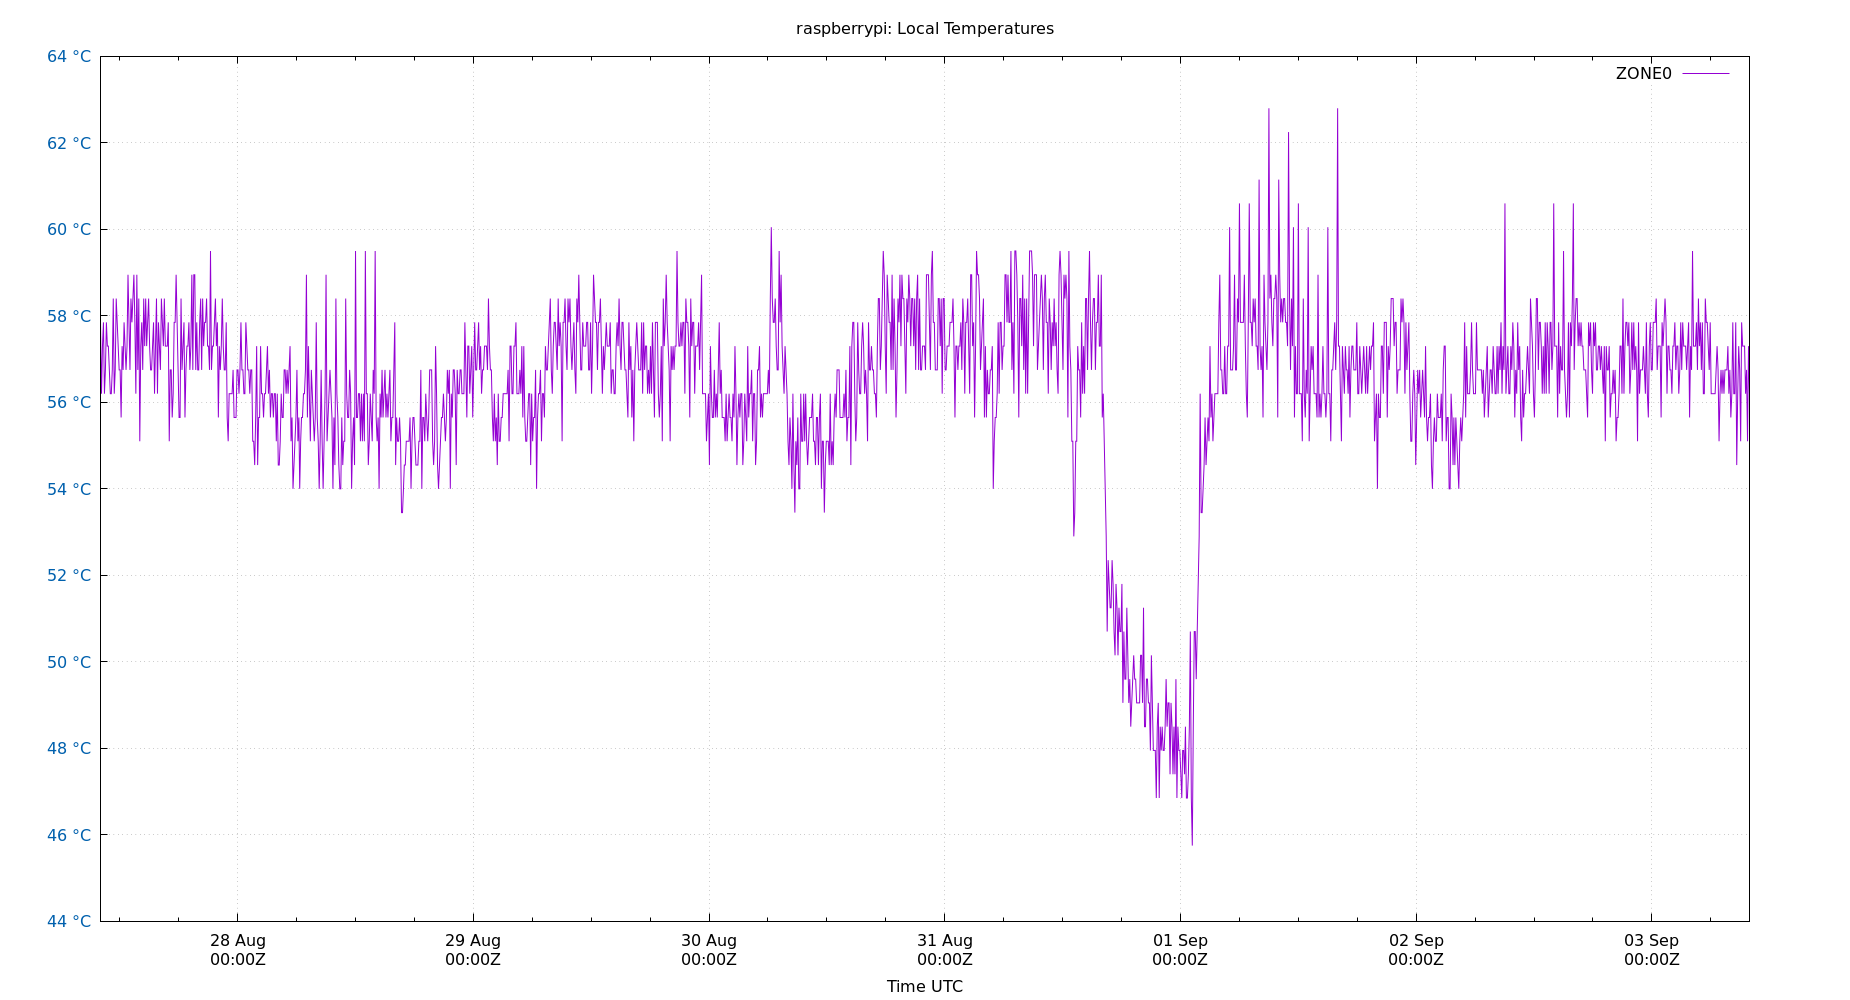 raspberrypi: Local Temperatures
64 °C
ZONE0
62 °C
60 °C
58 °C
56 °C
54 °C
52 °C
50 °C
48 °C
46 °C
44 °C
28 Aug 29 Aug 30 Aug 31 Aug 01 Sep 02 Sep 03 Sep
00:00Z 00:00Z 00:00Z 00:00Z 00:00Z 00:00Z 00:00Z
Time UTC